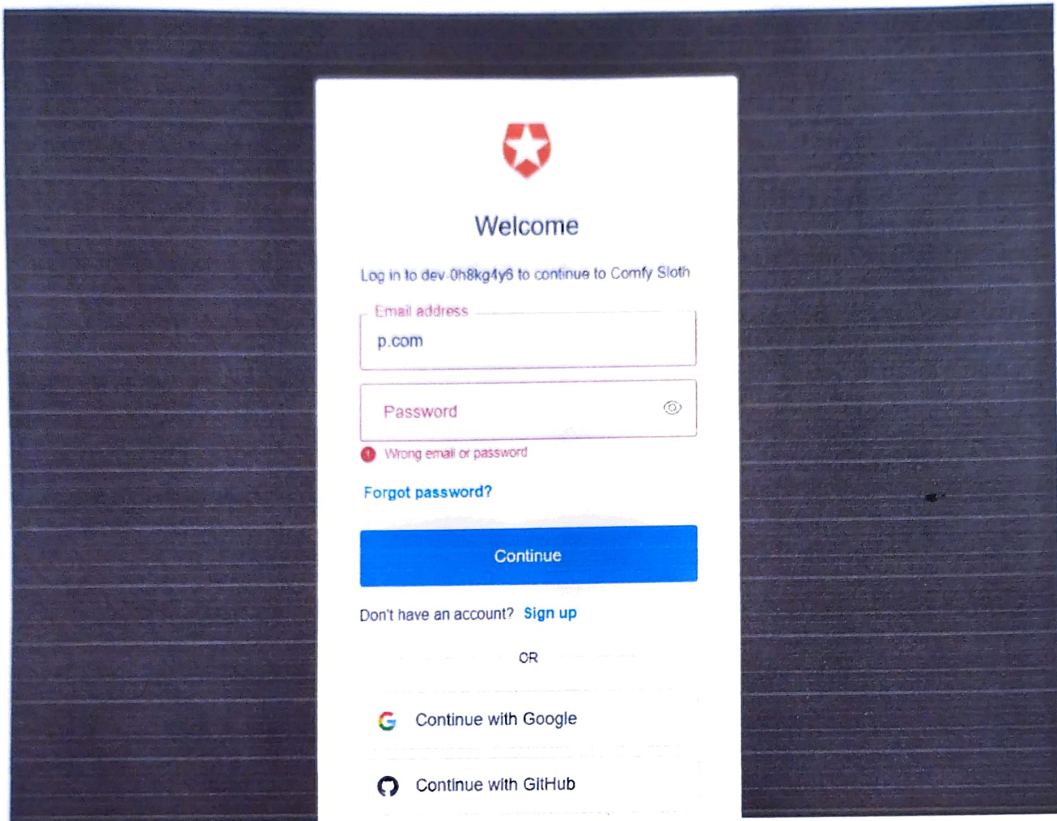 Welcome
Log in to dev-0h8kg4y6 to continue to Comfy Sloth
Email address
p.com
Password
Wrong email or password
Forgot password?
Continue
Don't have an account? Sign up
OR
Continue with Google
Continue with GitHub